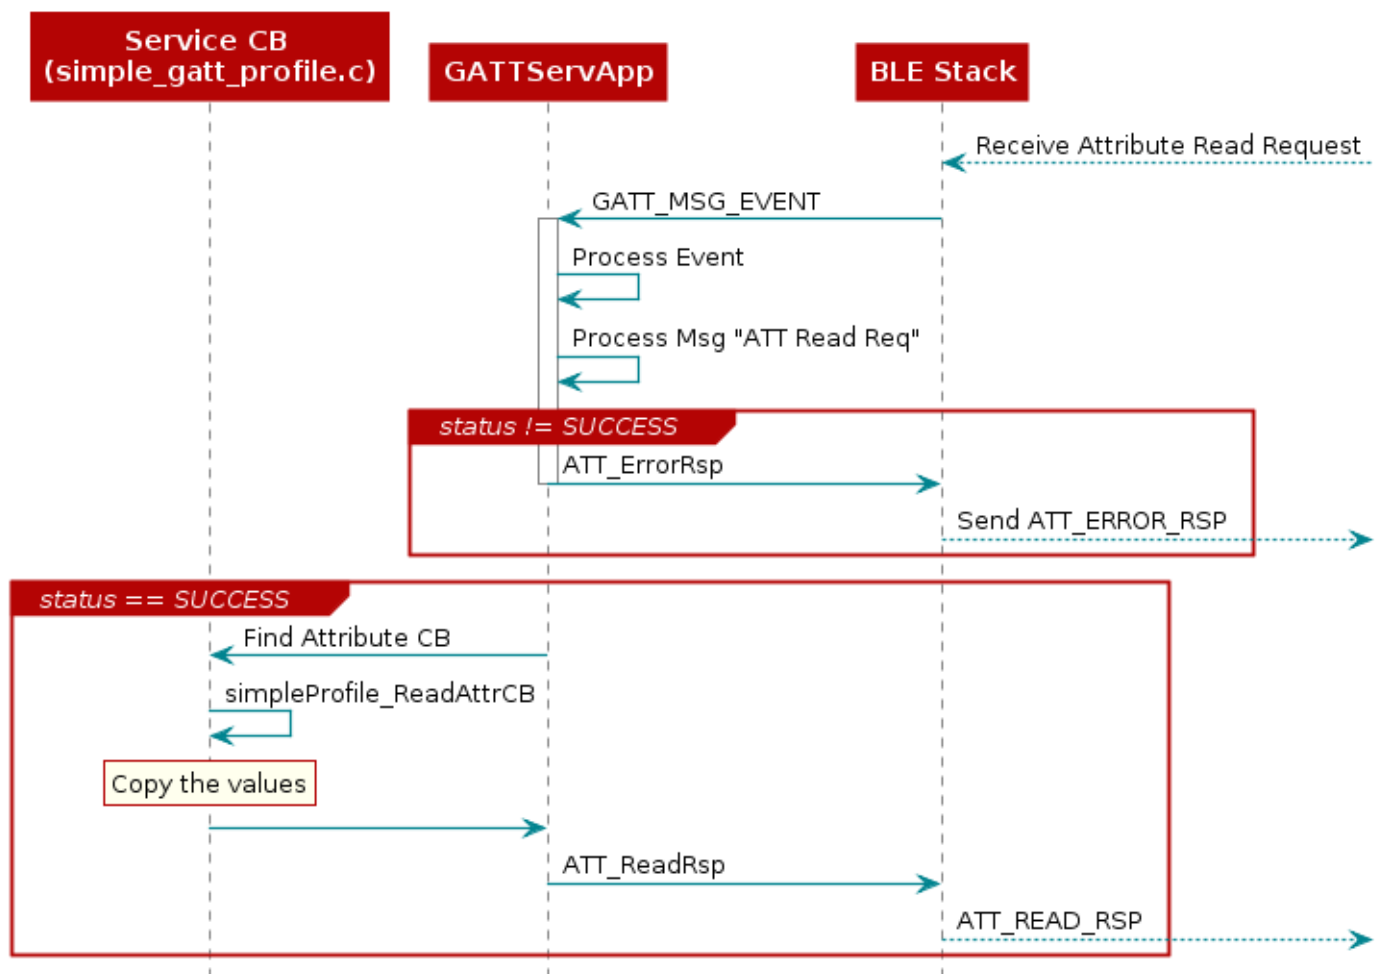 Service CB
(simple_gatt_profile.c)
GATTServApp
BLE Stack
Receive Attribute Read Request
GATT_MSG_EVENT
Process Event
Process Msg "ATT Read Req"
status != SUCCESS
ATT_ErrorRsp
Send ATT_ERROR_RSP
status == SUCCESS
Find Attribute CB
simpleProfile_ReadAttrCB
Copy the values
ATT_ReadRsp
ATT_READ_RSP